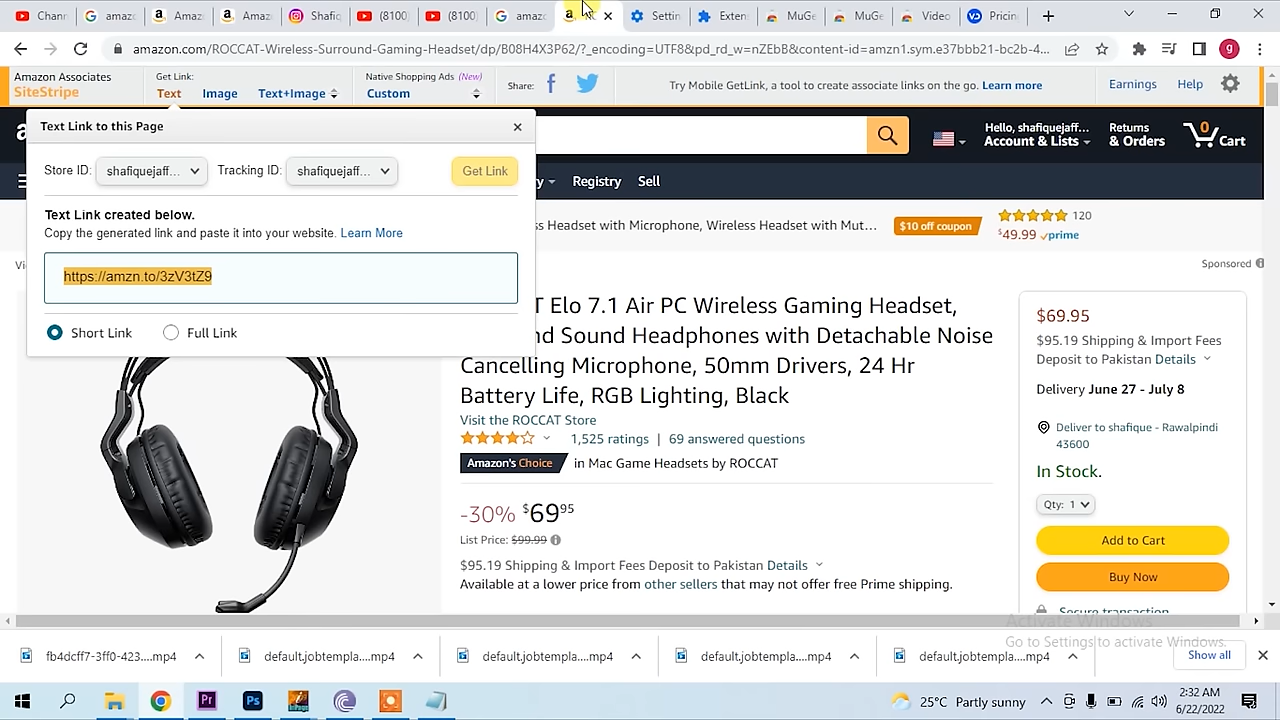 Chann
amazo
Amazo
Amaz
Shafiq
(8100)
(8100)
amazo
Settin
Exten
MuGe
MuGe
Video
Pricin
amazon.com/ROCCAT-Wireless-Surround-Gaming-Headset/dp/B08H4X3P62/?_encoding=UTF8&pd_rd_w=nZEbB&content-id=amzn1.sym.e37bbb21-bc2b-4...
g
Amazon Associates
SiteStripe
Get Link:
Text Image Text+Image
Native Shopping Ads (New)
Custom
Share:
Try Mobile GetLink, a tool to create associate links on the go. Learn more
Earnings Help
Text Link to this Page
Store ID: shafiquejaff... Tracking ID: shafiquejaff... Get Link
Text Link created below.
Copy the generated link and paste it into your website. Learn More
https://amzn.to/3zV3tZ9
Short Link Full Link
Hello, shafiquejaff...
Account & Lists
Returns
& Orders
0
Cart
y Registry Sell
ss Headset with Microphone, Wireless Headset with Mut...
$10 off coupon
120
$49.99 prime
Sponsored
T Elo 7.1 Air PC Wireless Gaming Headset,
nd Sound Headphones with Detachable Noise
Cancelling Microphone, 50mm Drivers, 24 Hr
Battery Life, RGB Lighting, Black
Visit the ROCCAT Store
1,525 ratings | 69 answered questions
Amazon's Choice in Mac Game Headsets by ROCCAT
-30% $69 95
List Price: $99.99
$95.19 Shipping & Import Fees Deposit to Pakistan Details
Available at a lower price from other sellers that may not offer free Prime shipping.
$69.95
$95.19 Shipping & Import Fees
Deposit to Pakistan Details
Delivery June 27 - July 8
Deliver to shafique - Rawalpindi
43600
In Stock.
Qty: 1
Add to Cart
Buy Now
Secure transaction
Activate Windows
Go to Settings to activate Windows.
fb4dcff7-3ff0-423....mp4
default.jobtempla....mp4
default.jobtempla....mp4
default.jobtempla....mp4
default.jobtempla....mp4
Show all
25°C Partly sunny
2:32 AM
6/22/2022